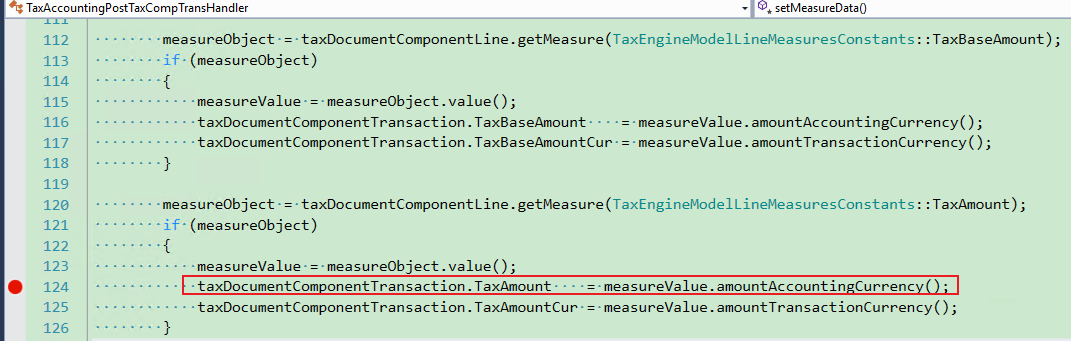 TaxAccountingPostTaxCompTransHandler setMeasureData()
111
112 measureObject = taxDocumentComponentLine.getMeasure(TaxEngineModelLineMeasuresConstants::TaxBaseAmount);
113 if (measureObject)
114 {
115 measureValue = measureObject.value();
116 taxDocumentComponentTransaction.TaxBaseAmount = measureValue.amountAccountingCurrency();
117 taxDocumentComponentTransaction.TaxBaseAmountCur = measureValue.amountTransactionCurrency();
118 }
119
120 measureObject = taxDocumentComponentLine.getMeasure(TaxEngineModelLineMeasuresConstants::TaxAmount);
121 if (measureObject)
122 {
123 measureValue = measureObject.value();
124 taxDocumentComponentTransaction.TaxAmount = measureValue.amountAccountingCurrency();
125 taxDocumentComponentTransaction.TaxAmountCur = measureValue.amountTransactionCurrency();
126 }